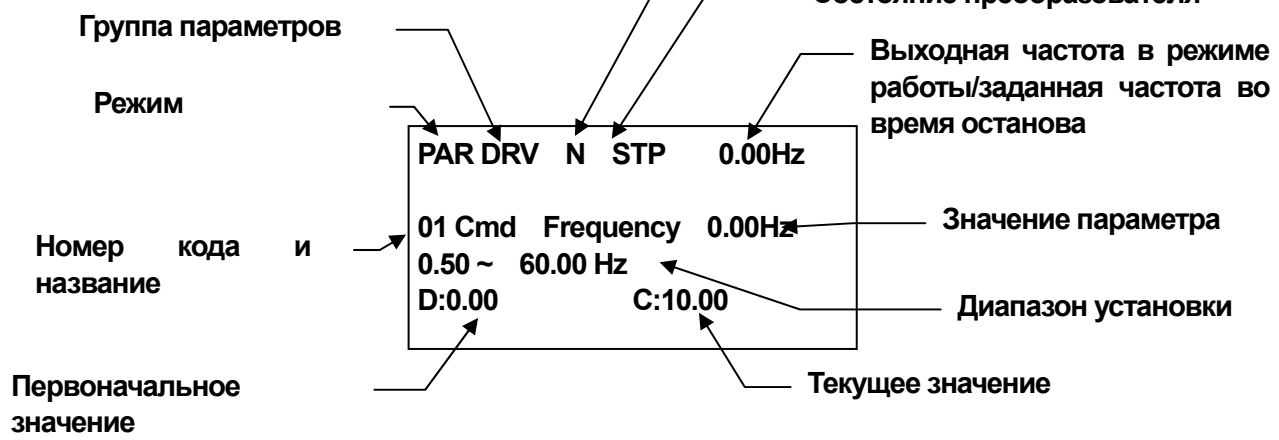 Состояние преобразователя
Группа параметров
Выходная частота в режиме
работы/заданная частота во
время останова
Режим
PAR DRV N STP 0.00Hz
01 Cmd Frequency 0.00Hz
Значение параметра
Номер кода и
название
0.50 ~ 60.00 Hz
D:0.00 C:10.00
Диапазон установки
Первоначальное
значение
Текущее значение